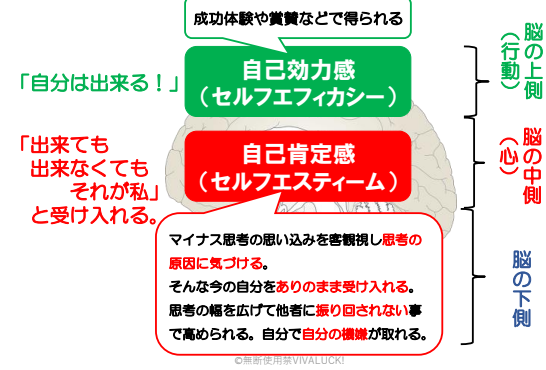 成功体験や賞賛などで得られる
「自分は出来る！」
自己効力感
（セルフエフィカシー）
脳の上側
（行動）
「出来ても
出来なくても
それが私」
と受け入れる。
自己肯定感
（セルフエスティーム）
脳の中側
（心）
マイナス思考の思い込みを客観視し思考の
原因に気づける。
そんな今の自分をありのまま受け入れる。
思考の幅を広げて他者に振り回されない事
で高められる。自分で自分の機嫌が取れる。
脳の下側
©無断使用禁VIVALUCK!